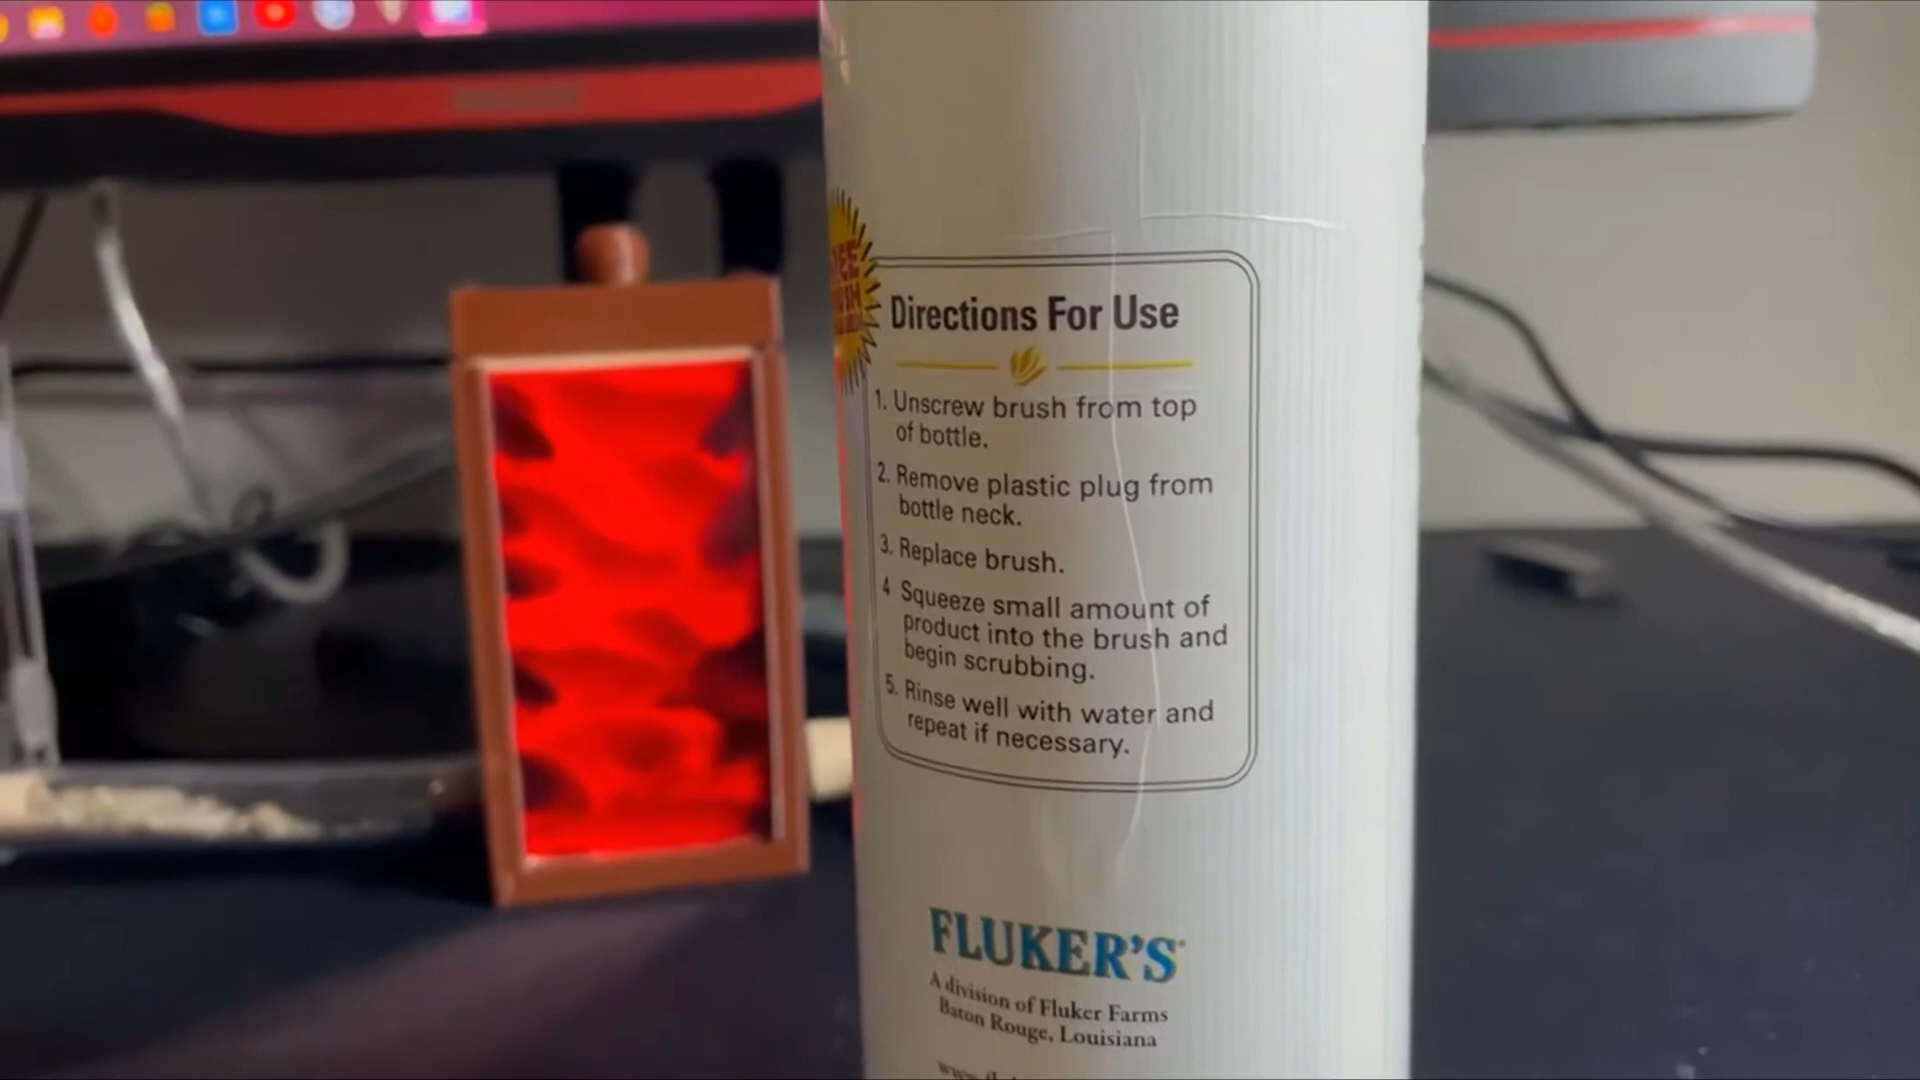 Directions For Use
1. Unscrew brush from top
of bottle.
2. Remove plastic plug from
bottle neck.
3. Replace brush.
4 Squeeze small amount of
product into the brush and
begin scrubbing.
5. Rinse well with water and
repeat if necessary.
FLUKER'S
A division of Fluker Farms
Baton Rouge, Louisiana